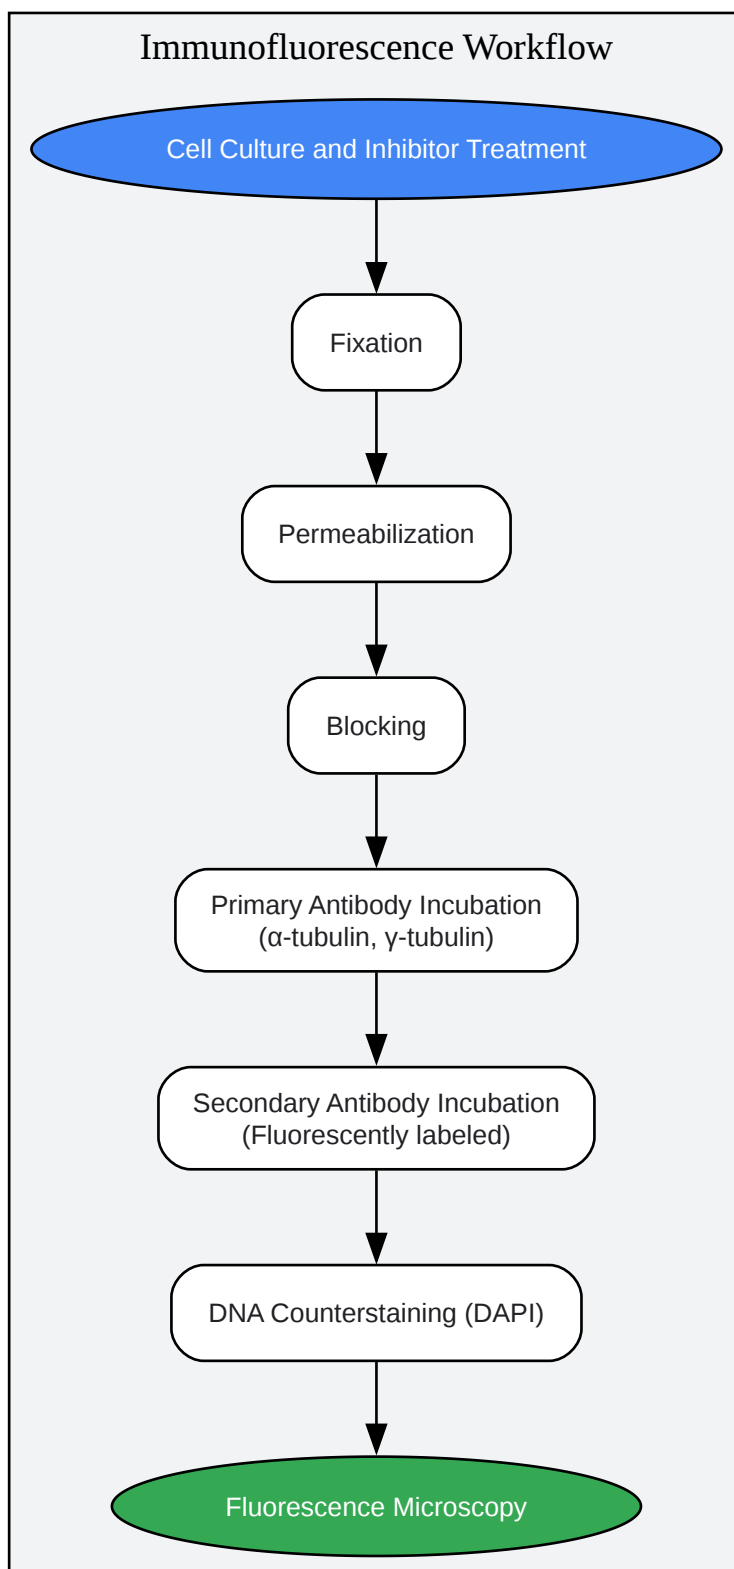 Immunofluorescence Workflow
Cell Culture and Inhibitor Treatment
Fixation
Permeabilization
Blocking
Primary Antibody Incubation
(α-tubulin, γ-tubulin)
Secondary Antibody Incubation
(Fluorescently labeled)
DNA Counterstaining (DAPI)
Fluorescence Microscopy